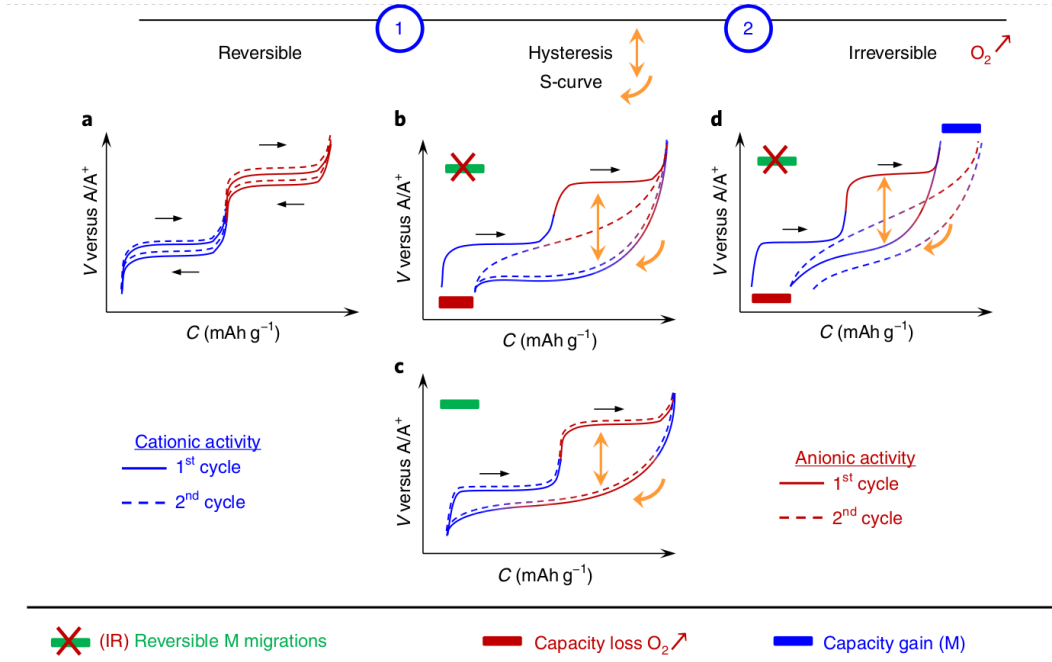 1
2
Reversible
Hysteresis
S-curve
Irreversible
O₂ ↗
a
V versus A/A⁺
C (mAh g⁻¹)
b
V versus A/A⁺
C (mAh g⁻¹)
d
V versus A/A⁺
C (mAh g⁻¹)
c
V versus A/A⁺
C (mAh g⁻¹)
Cationic activity
1ˢᵗ cycle
2ⁿᵈ cycle
Anionic activity
1ˢᵗ cycle
2ⁿᵈ cycle
(IR) Reversible M migrations
Capacity loss O₂ ↗
Capacity gain (M)